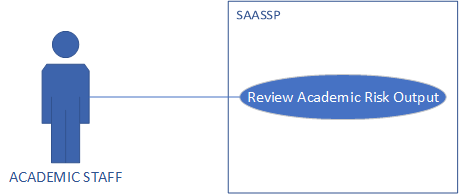 SAASSP
Review Academic Risk Output
ACADEMIC STAFF